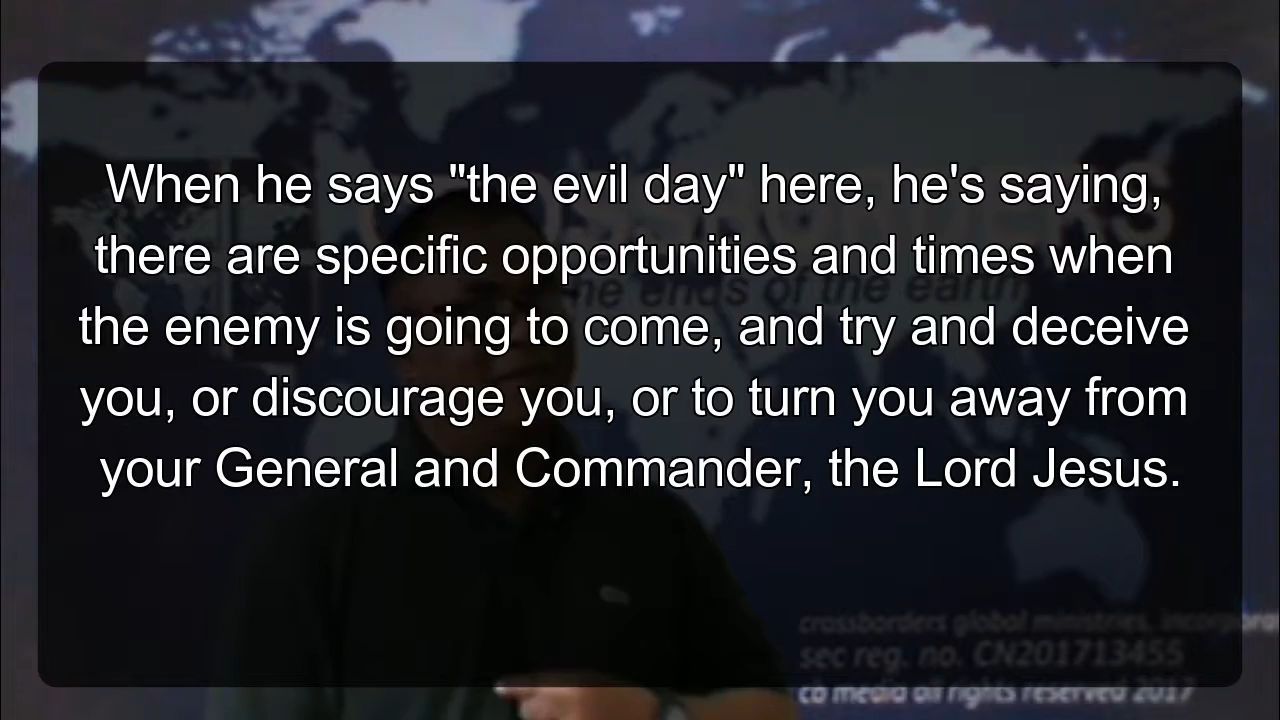 When he says "the evil day" here, he's saying,
there are specific opportunities and times when
the enemy is going to come, and try and deceive
you, or discourage you, or to turn you away from
your General and Commander, the Lord Jesus.
the ends of the earth
crossborders global ministries,
sec reg. no. CN201713455
cb media all rights reserved 2017